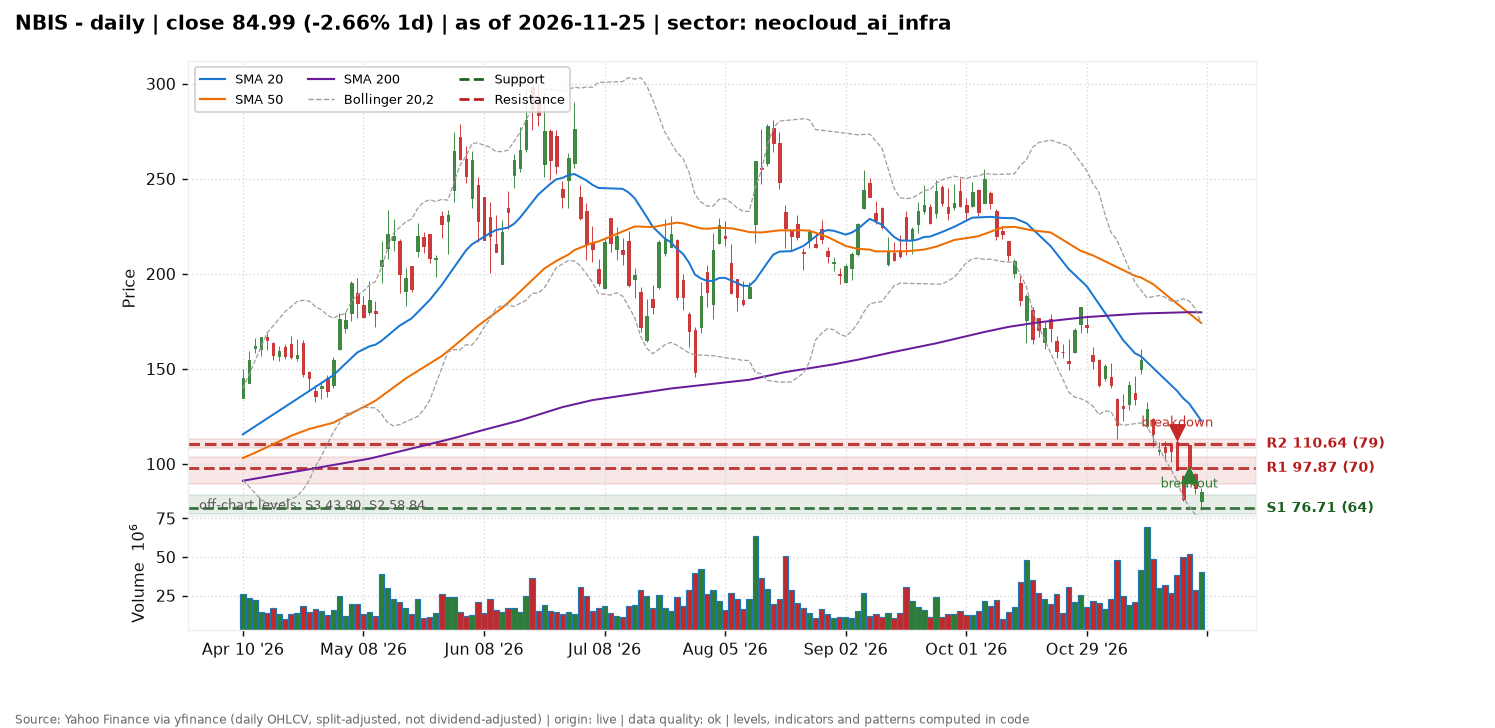 NBIS - daily | close 84.99 (-2.66% 1d) | as of 2026-11-25 | sector: neocloud_ai_infra
SMA 20
SMA 50
SMA 200
Bollinger 20,2
Support
Resistance
300
250
200
150
100
Price
breakdown
breakout
R2 110.64 (79)
R1 97.87 (70)
S1 76.71 (64)
off-chart levels: S3 43.80, S2 58.84
75
50
25
Volume 10^6
Apr 10 '26
May 08 '26
Jun 08 '26
Jul 08 '26
Aug 05 '26
Sep 02 '26
Oct 01 '26
Oct 29 '26
Source: Yahoo Finance via yfinance (daily OHLCV, split-adjusted, not dividend-adjusted) | origin: live | data quality: ok | levels, indicators and patterns computed in code